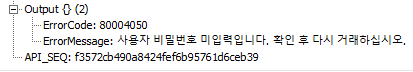 Output {} (2)
ErrorCode: 80004050
ErrorMessage: 사용자 비밀번호 미입력입니다. 확인 후 다시 거래하십시오.
API_SEQ: f3572cb490a8424fef6b95761d6ceb39